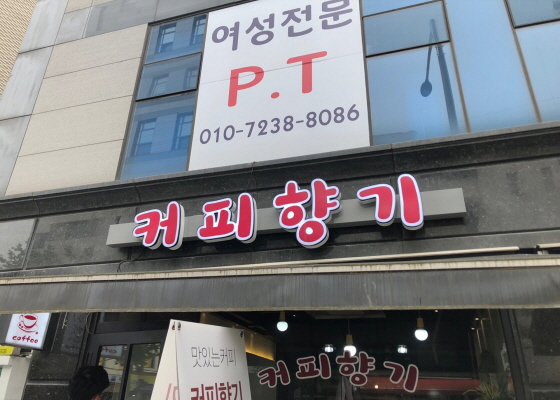 여성전문
P.T
010-7238-8086
커피향기
coffee
맛있는커피
커피향기
커피향기